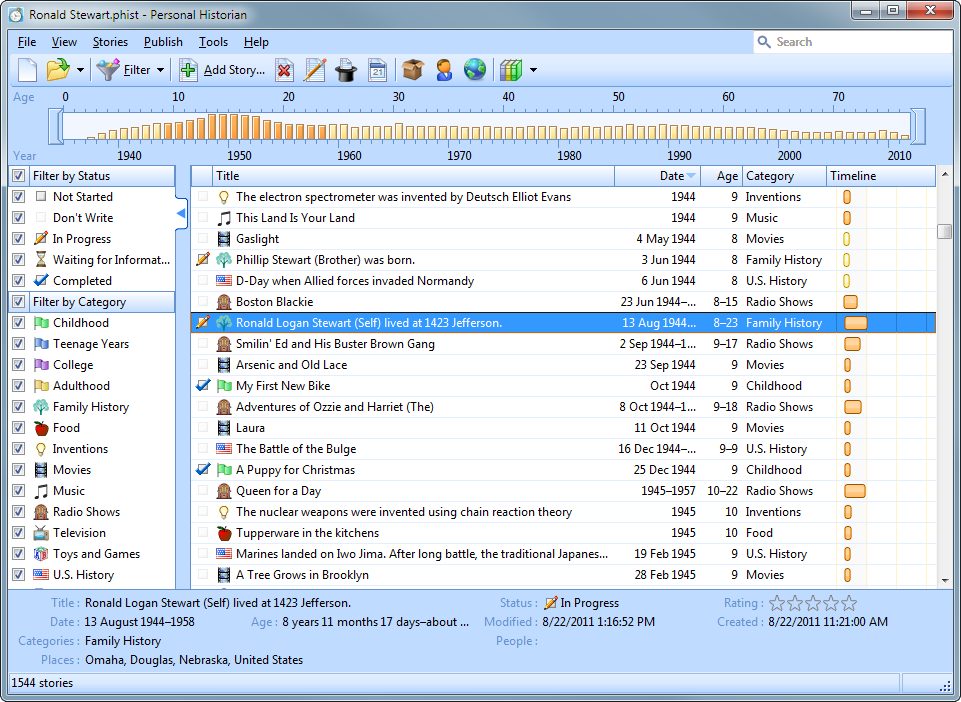 Ronald Stewart.phist - Personal Historian
File View Stories Publish Tools Help Search
Filter Add Story... 21
Age 0 10 20 30 40 50 60 70
Year 1940 1950 1960 1970 1980 1990 2000 2010
Filter by Status
Not Started
Don't Write
In Progress
Waiting for Informat...
Completed
Filter by Category
Childhood
Teenage Years
College
Adulthood
Family History
Food
Inventions
Movies
Music
Radio Shows
Television
Toys and Games
U.S. History
Title Date Age Category Timeline
The electron spectrometer was invented by Deutsch Elliot Evans 1944 9 Inventions
This Land Is Your Land 1944 9 Music
Gaslight 4 May 1944 8 Movies
Phillip Stewart (Brother) was born. 3 Jun 1944 8 Family History
D-Day when Allied forces invaded Normandy 6 Jun 1944 8 U.S. History
Boston Blackie 23 Jun 1944–... 8–15 Radio Shows
Ronald Logan Stewart (Self) lived at 1423 Jefferson. 13 Aug 1944... 8–23 Family History
Smilin' Ed and His Buster Brown Gang 2 Sep 1944–1... 9–17 Radio Shows
Arsenic and Old Lace 23 Sep 1944 9 Movies
My First New Bike Oct 1944 9 Childhood
Adventures of Ozzie and Harriet (The) 8 Oct 1944–1... 9–18 Radio Shows
Laura 11 Oct 1944 9 Movies
The Battle of the Bulge 16 Dec 1944–... 9–9 U.S. History
A Puppy for Christmas 25 Dec 1944 9 Childhood
Queen for a Day 1945–1957 10–22 Radio Shows
The nuclear weapons were invented using chain reaction theory 1945 10 Inventions
Tupperware in the kitchens 1945 10 Food
Marines landed on Iwo Jima. After long battle, the traditional Japanes... 19 Feb 1945 9 U.S. History
A Tree Grows in Brooklyn 28 Feb 1945 9 Movies
Title : Ronald Logan Stewart (Self) lived at 1423 Jefferson. Status : In Progress Rating :
Date : 13 August 1944–1958 Age : 8 years 11 months 17 days–about ... Modified : 8/22/2011 1:16:52 PM Created : 8/22/2011 11:21:00 AM
Categories : Family History People :
Places : Omaha, Douglas, Nebraska, United States
1544 stories